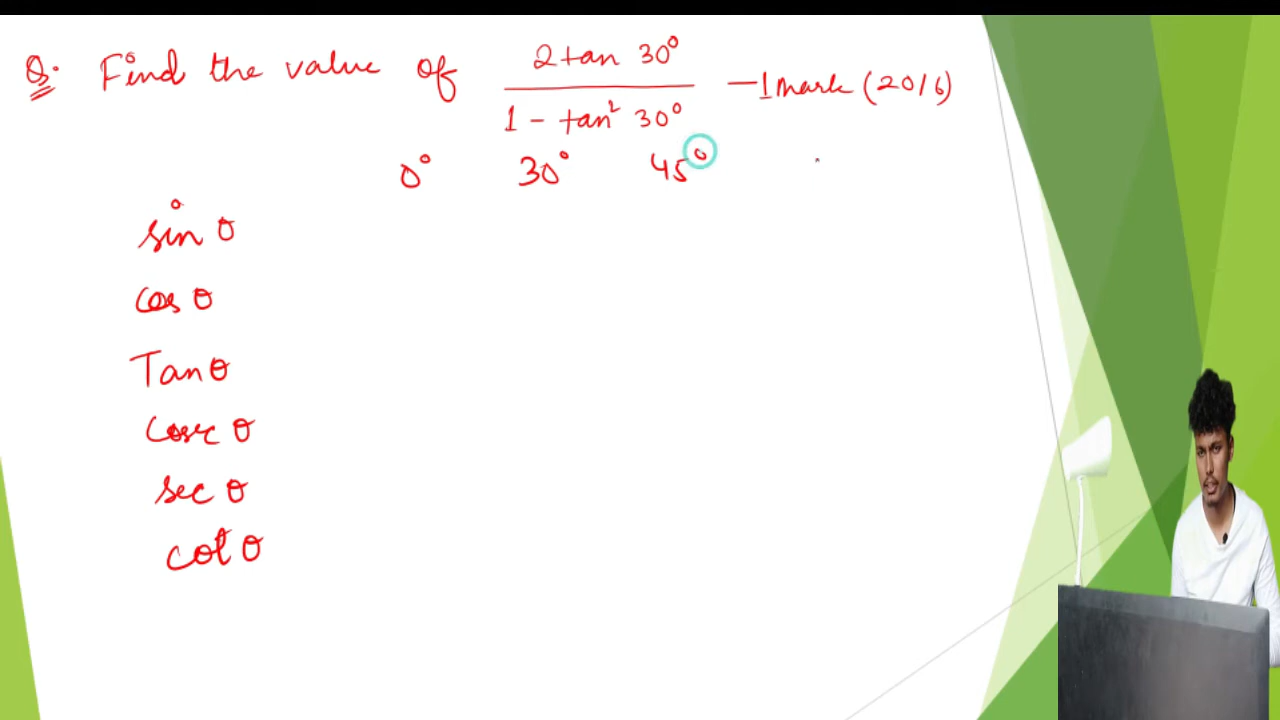 Q. Find the value of 2tan 30° / 1 - tan² 30° - 1 mark (2016)
0° 30° 45°
sin θ
cos θ
Tan θ
cosec θ
sec θ
cot θ